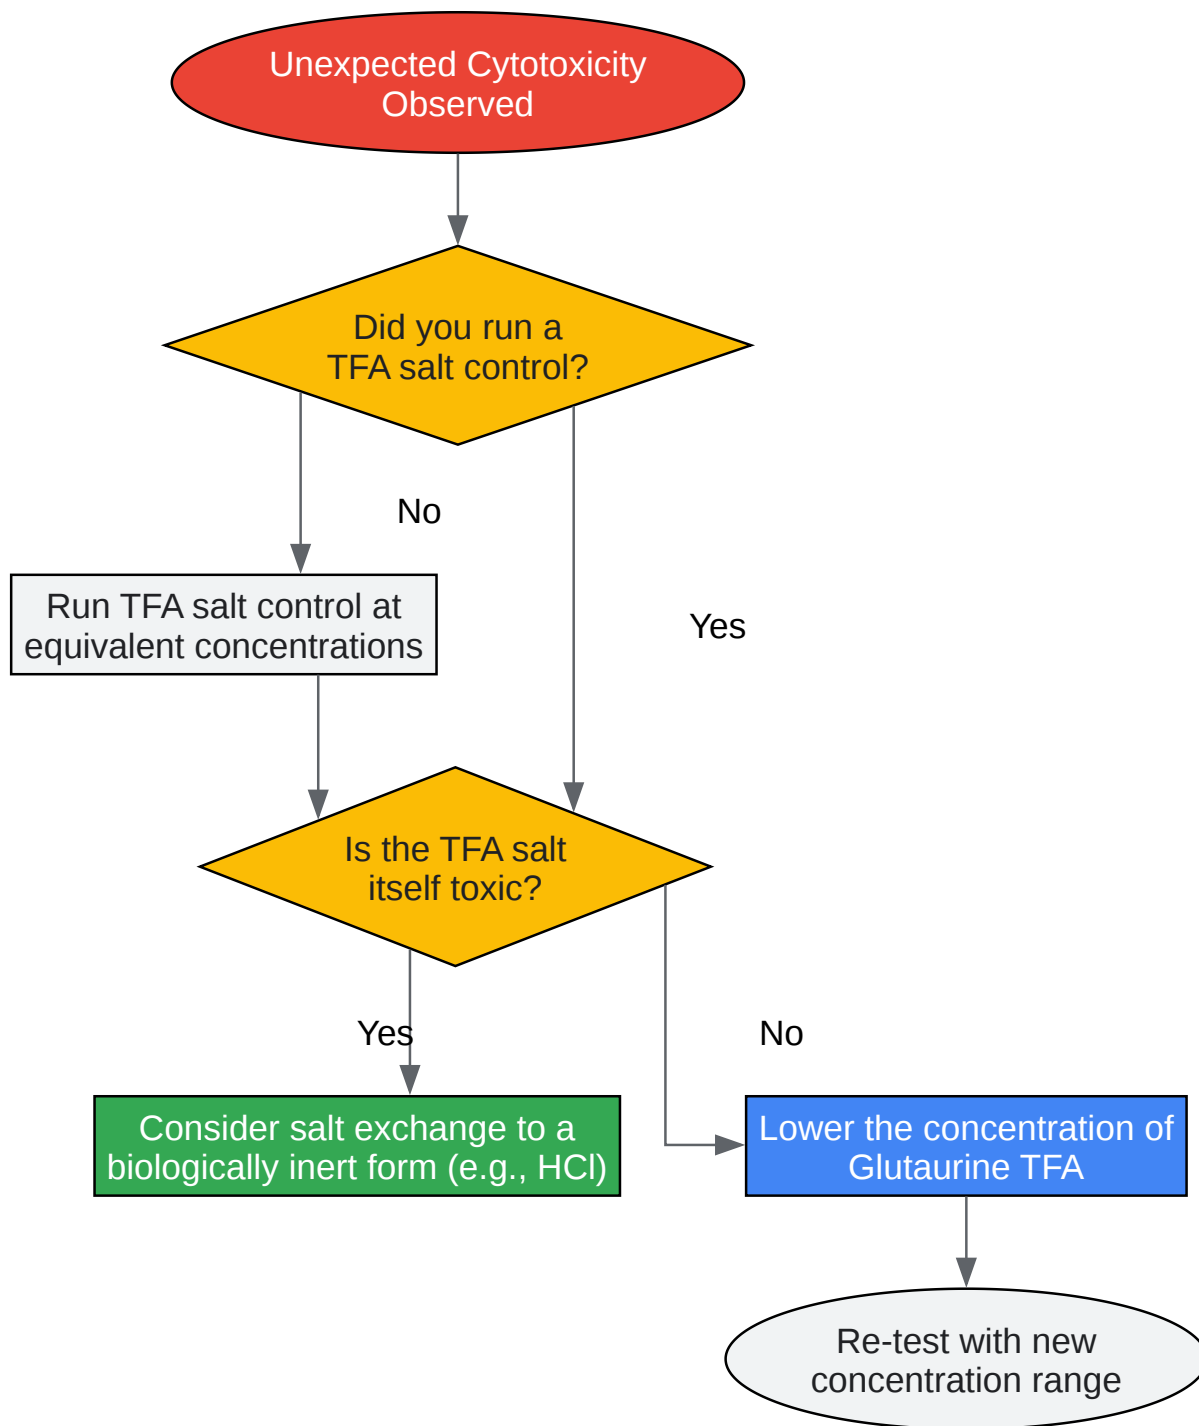 Unexpected Cytotoxicity
Observed
Did you run a
TFA salt control?
No
Run TFA salt control at
equivalent concentrations
Yes
Is the TFA salt
itself toxic?
Yes
No
Consider salt exchange to a
biologically inert form (e.g., HCl)
Lower the concentration of
Glutaurine TFA
Re-test with new
concentration range